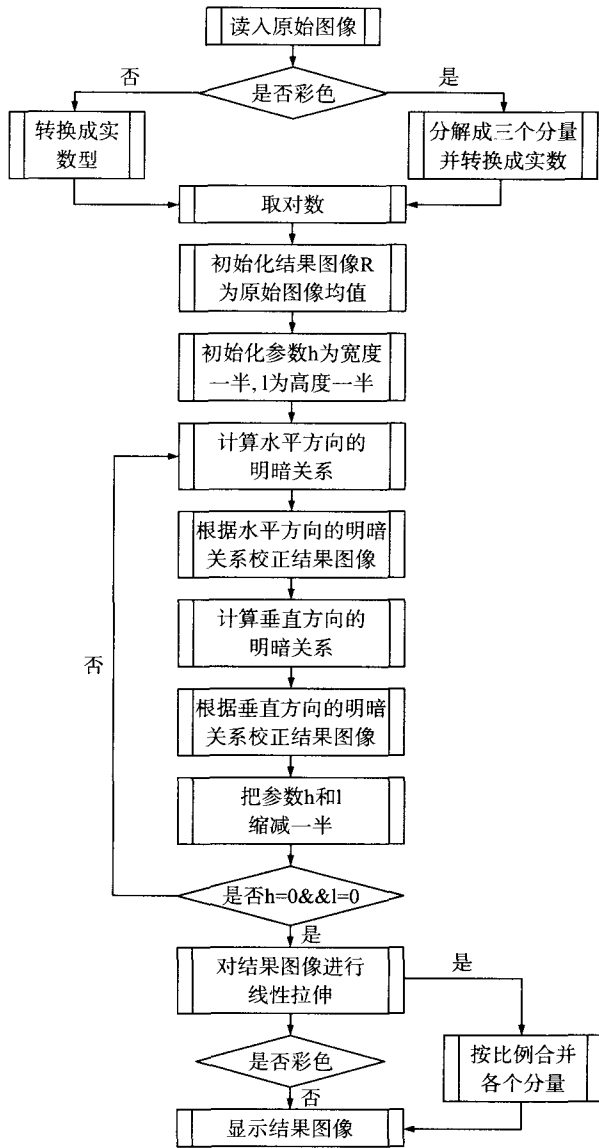 读入原始图像
否
是
是否彩色
转换成实
数型
分解成三个分量
并转换成实数
取对数
初始化结果图像R
为原始图像均值
初始化参数h为宽度
一半,l为高度一半
计算水平方向的
明暗关系
根据水平方向的明暗
关系校正结果图像
计算垂直方向的
明暗关系
否
根据垂直方向的明暗
关系校正结果图像
把参数h和l
缩减一半
是否h=0&&l=0
是
对结果图像进行
线性拉伸
是
是否彩色
按比例合并
各个分量
否
显示结果图像